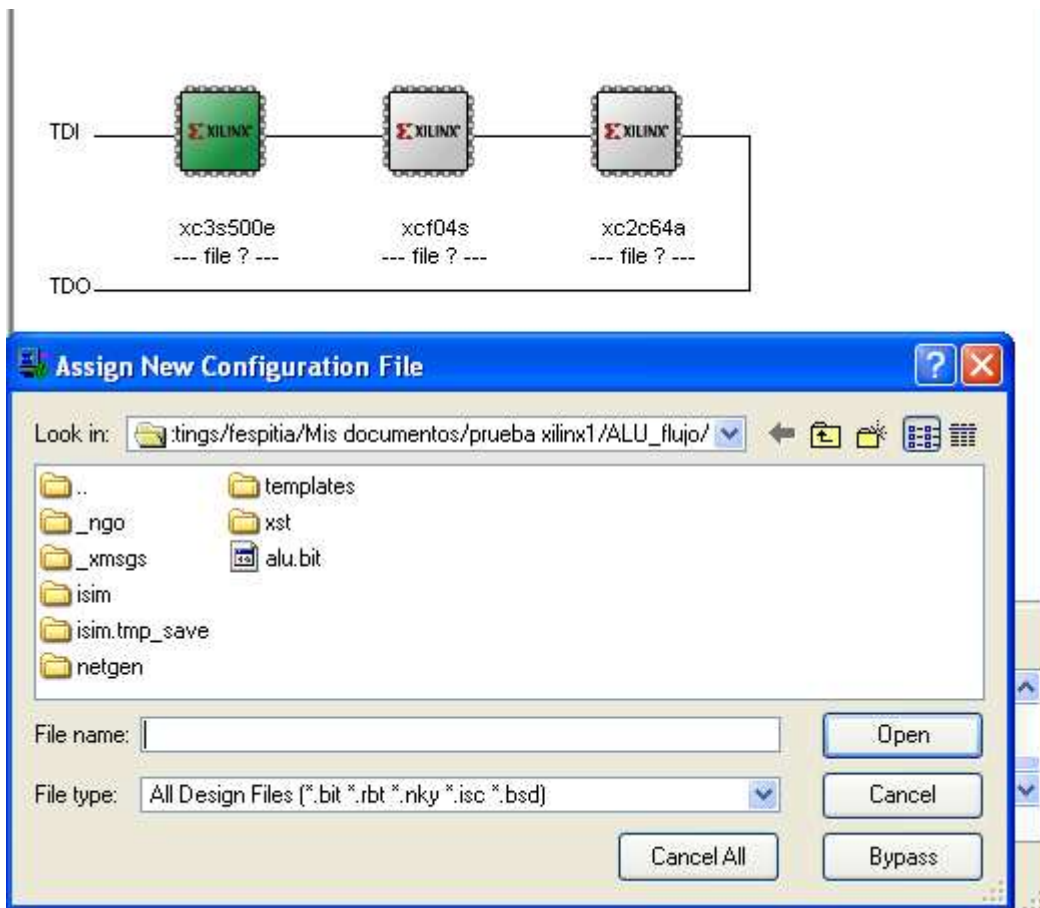 TDI
XILINX XILINX XILINX
xc3s500e xcf04s xc2c64a
--- file ? --- --- file ? --- --- file ? ---
TDO
Assign New Configuration File
Look in: :tings/fespitia/Mis documentos/prueba xilinx1/ALU_flujo/
.. templates
_ngo xst
_xmsgs alu.bit
isim
isim.tmp_save
netgen
File name: Open
File type: All Design Files (*.bit *.rbt *.nky *.isc *.bsd) Cancel
Cancel All Bypass